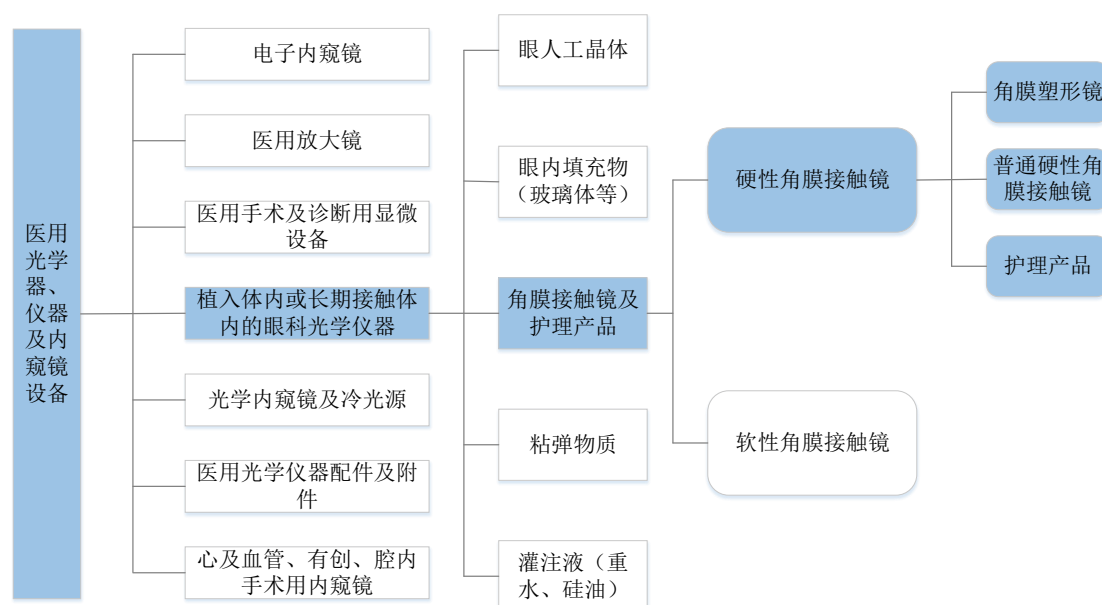 医用
光学
器、
仪器
及内
窥镜
设备
电子内窥镜
医用放大镜
医用手术及诊断用显微
设备
植入体内或长期接触体
内的眼科光学仪器
光学内窥镜及冷光源
医用光学仪器配件及附
件
心及血管、有创、腔内
手术用内窥镜
眼人工晶体
眼内填充物
（玻璃体等）
角膜接触镜及
护理产品
粘弹物质
灌注液（重
水、硅油）
硬性角膜接触镜
软性角膜接触镜
角膜塑形镜
普通硬性角
膜接触镜
护理产品